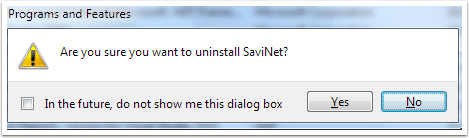 Programs and Features
Are you sure you want to uninstall SaviNet?
In the future, do not show me this dialog box
Yes
No